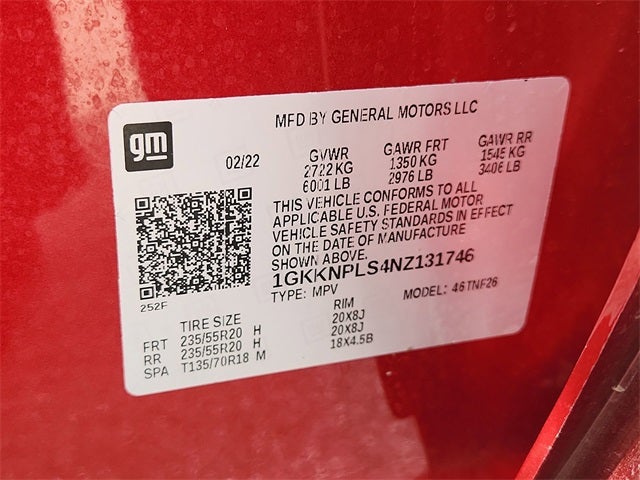 gm
MFD BY GENERAL MOTORS LLC
02/22
GVWR GAWR FRT GAWR RR
2722 KG 1350 KG 1545 KG
6001 LB 2976 LB 3406 LB
THIS VEHICLE CONFORMS TO ALL
APPLICABLE U.S. FEDERAL MOTOR
VEHICLE SAFETY STANDARDS IN EFFECT
ON THE DATE OF MANUFACTURE
SHOWN ABOVE.
1GKKNPLS4NZ131746
TYPE: MPV MODEL: 46TNF26
252F
TIRE SIZE RIM
FRT 235/55R20 H 20X8J
RR 235/55R20 H 20X8J
SPA T135/70R18 M 18X4.5B